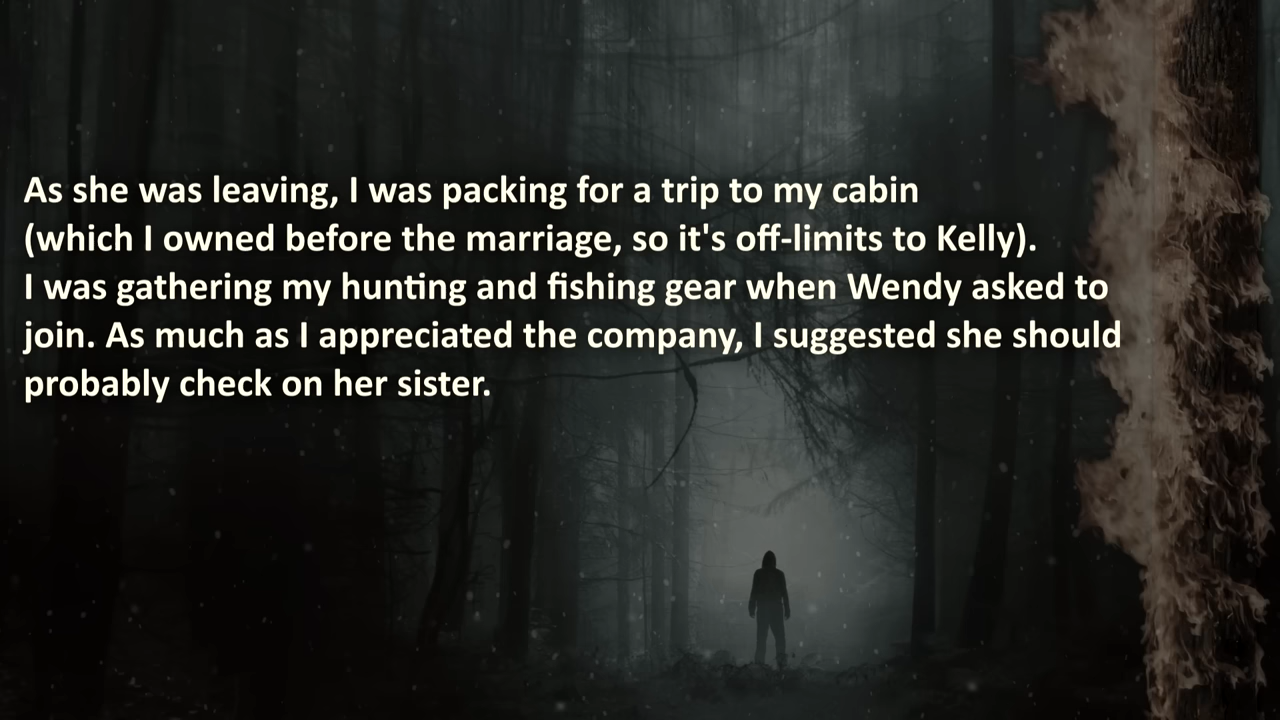 As she was leaving, I was packing for a trip to my cabin
(which I owned before the marriage, so it's off-limits to Kelly).
I was gathering my hunting and fishing gear when Wendy asked to
join. As much as I appreciated the company, I suggested she should
probably check on her sister.